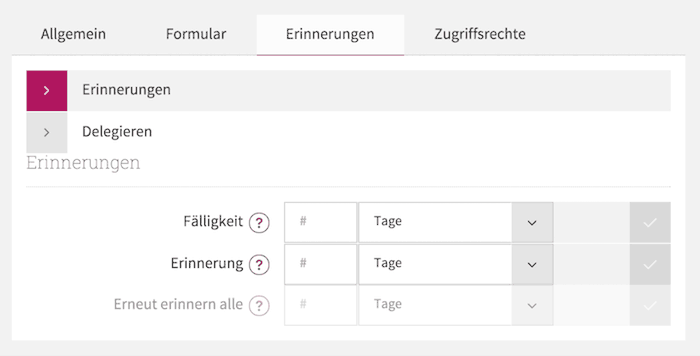 Allgemein Formular Erinnerungen Zugriffsrechte
Erinnerungen
Delegieren
Erinnerungen
Fälligkeit ? # Tage
Erinnerung ? # Tage
Erneut erinnern alle ? # Tage